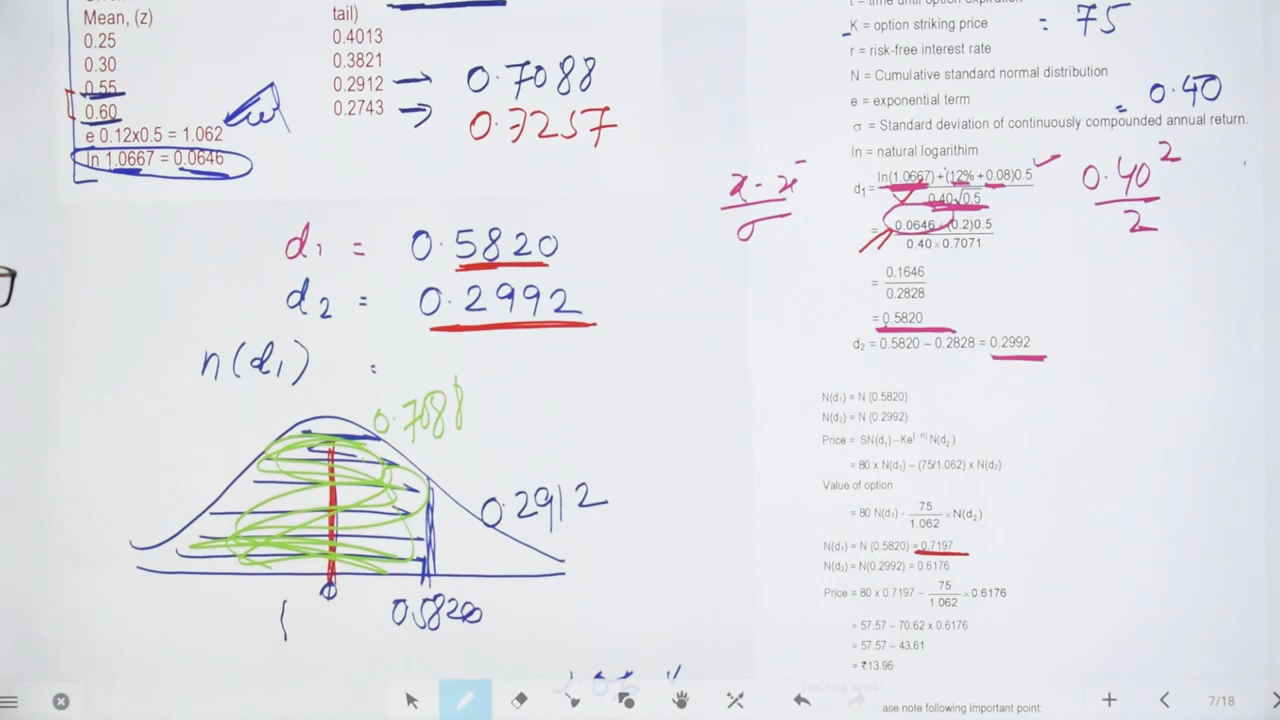 Mean, (z)
0.25
0.30
0.55
0.60
e 0.12x0.5 = 1.062
ln 1.0667 = 0.0646
tail)
0.4013
0.3821
0.2912 → 0.7088
0.2743 → 0.7257
d1 = 0.5820
d2 = 0.2992
n(d1) :
0.7088
0.2912
0
0.5820
K = option striking price : 75
r = risk-free interest rate
N = Cumulative standard normal distribution
e = exponential term = 0.40
σ = Standard deviation of continuously compounded annual return.
ln = natural logarithm
x - x̄
σ
d₁ = ln(1.0667) + (12% + 0.08)0.5
0.40√0.5
0.40²
2
= 0.0646 + (0.2)0.5
0.40 × 0.7071
= 0.1646
0.2828
= 0.5820
d₂ = 0.5820 – 0.2828 = 0.2992
N(d₁) = N (0.5820)
N(d₂) = N (0.2992)
Price = SN(d₁) – Ke N(d₂)
= 80 x N(d₁) – (75/1.062) x N(d₂)
Value of option
= 80 N(d₁) - 75 × N(d₂)
1.062
N(d₁) = N (0.5820) = 0.7197
N(d₂) = N(0.2992) = 0.6176
Price = 80 x 0.7197 – 75 × 0.6176
1.062
= 57.57 – 70.62 x 0.6176
= 57.57 – 43.61
= ₹13.96
7/18
ase note following important point: